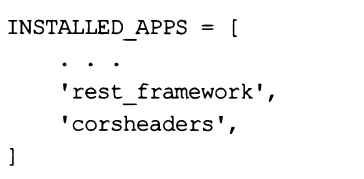 INSTALLED_APPS = [
    . . .
    'rest_framework',
    'corsheaders',
]